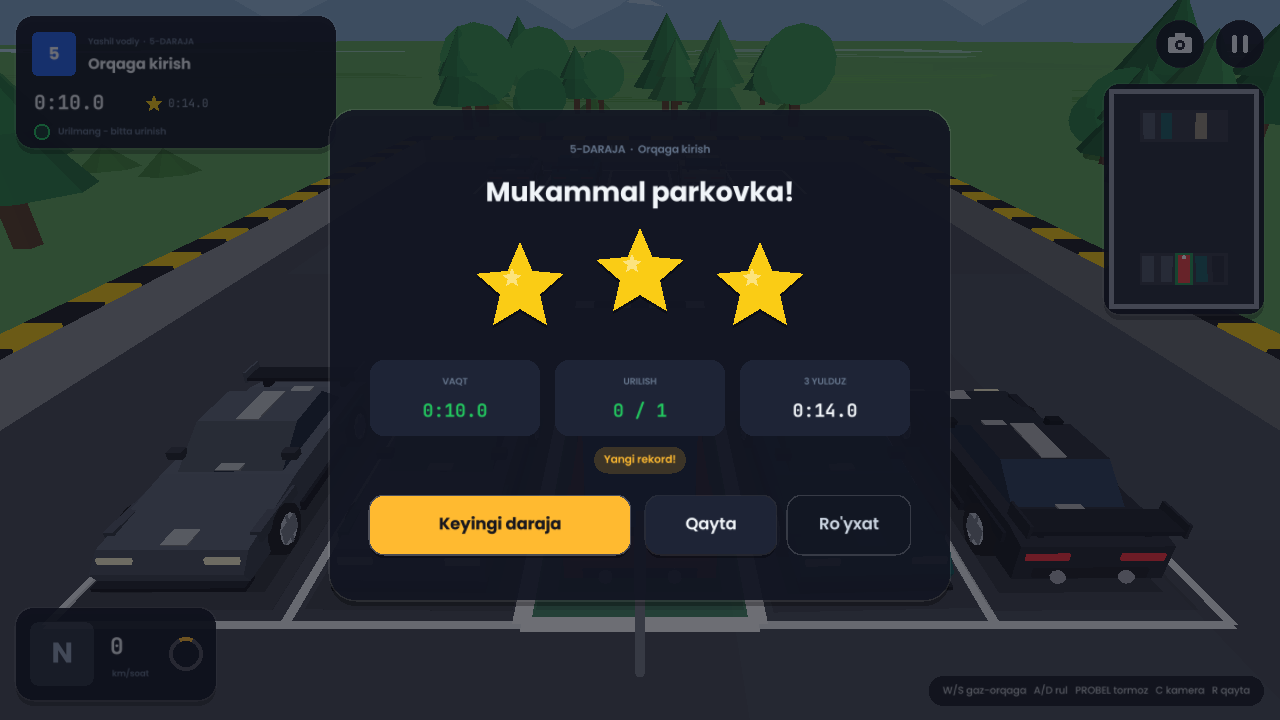 5
Yashil vodiy · 5-DARAJA
Orqaga kirish
0:10.0
0:14.0
Urilmang - bitta urinish
5-DARAJA · Orqaga kirish
Mukammal parkovka!
VAQT
0:10.0
URILISH
0 / 1
3 YULDUZ
0:14.0
Yangi rekord!
Keyingi daraja
Qayta
Ro'yxat
N
0
km/soat
W/S gaz-orqaga A/D rul PROBEL tormoz C kamera R qayta